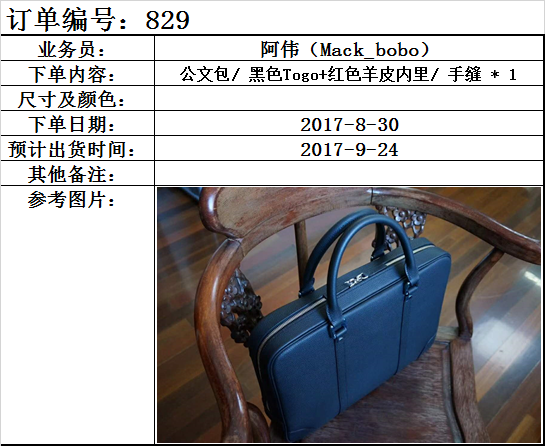 订单编号：829
业务员： 阿伟（Mack_bobo）
下单内容： 公文包/ 黑色Togo+红色羊皮内里/ 手缝 * 1
尺寸及颜色：
下单日期： 2017-8-30
预计出货时间： 2017-9-24
其他备注：
参考图片：